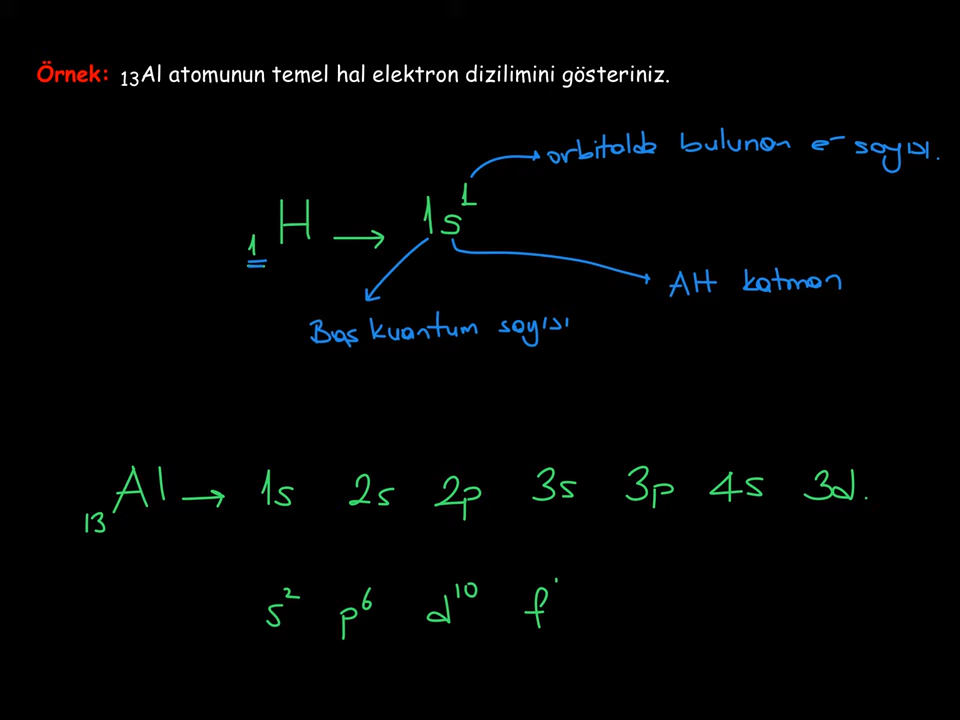 Örnek: ₁₃Al atomunun temel hal elektron dizilimini gösteriniz.
orbitalde bulunan e⁻ sayısı.
₁H → 1s¹
Alt katman
Baş kuantum sayısı
₁₃Al → 1s 2s 2p 3s 3p 4s 3d.
s² p⁶ d¹⁰ f